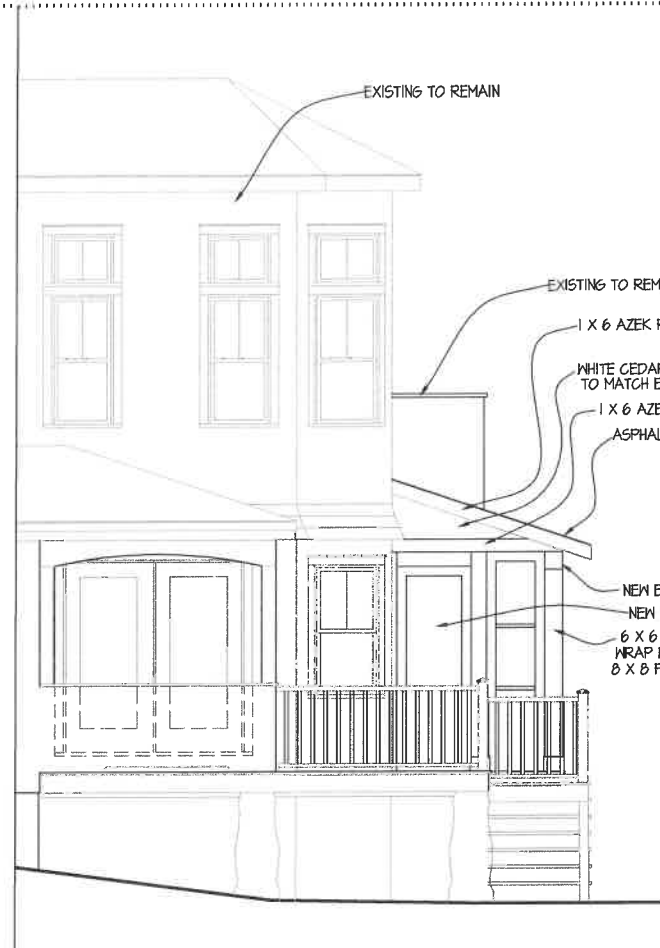 EXISTING TO REMAIN
EXISTING TO REM
1 X 6 AZEK
WHITE CEDAR
TO MATCH E
1 X 6 AZE
ASPHAL
NEW E
NEW
6 X 6
WRAP
8 X 8 F